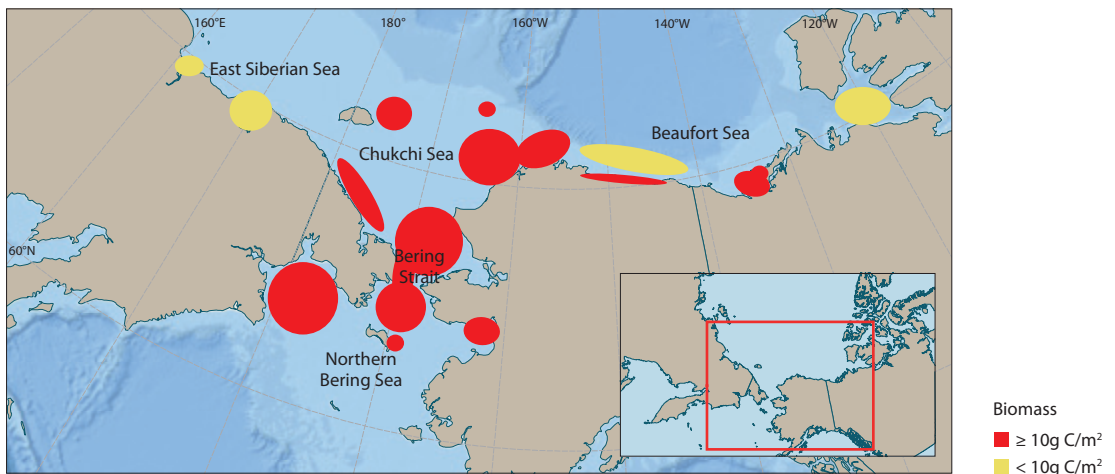 160°E
180°
160°W
140°W
120°W
East Siberian Sea
Beaufort Sea
Chukchi Sea
60°N
Bering
Strait
Northern
Bering Sea
Biomass
≥ 10g C/m²
< 10g C/m²